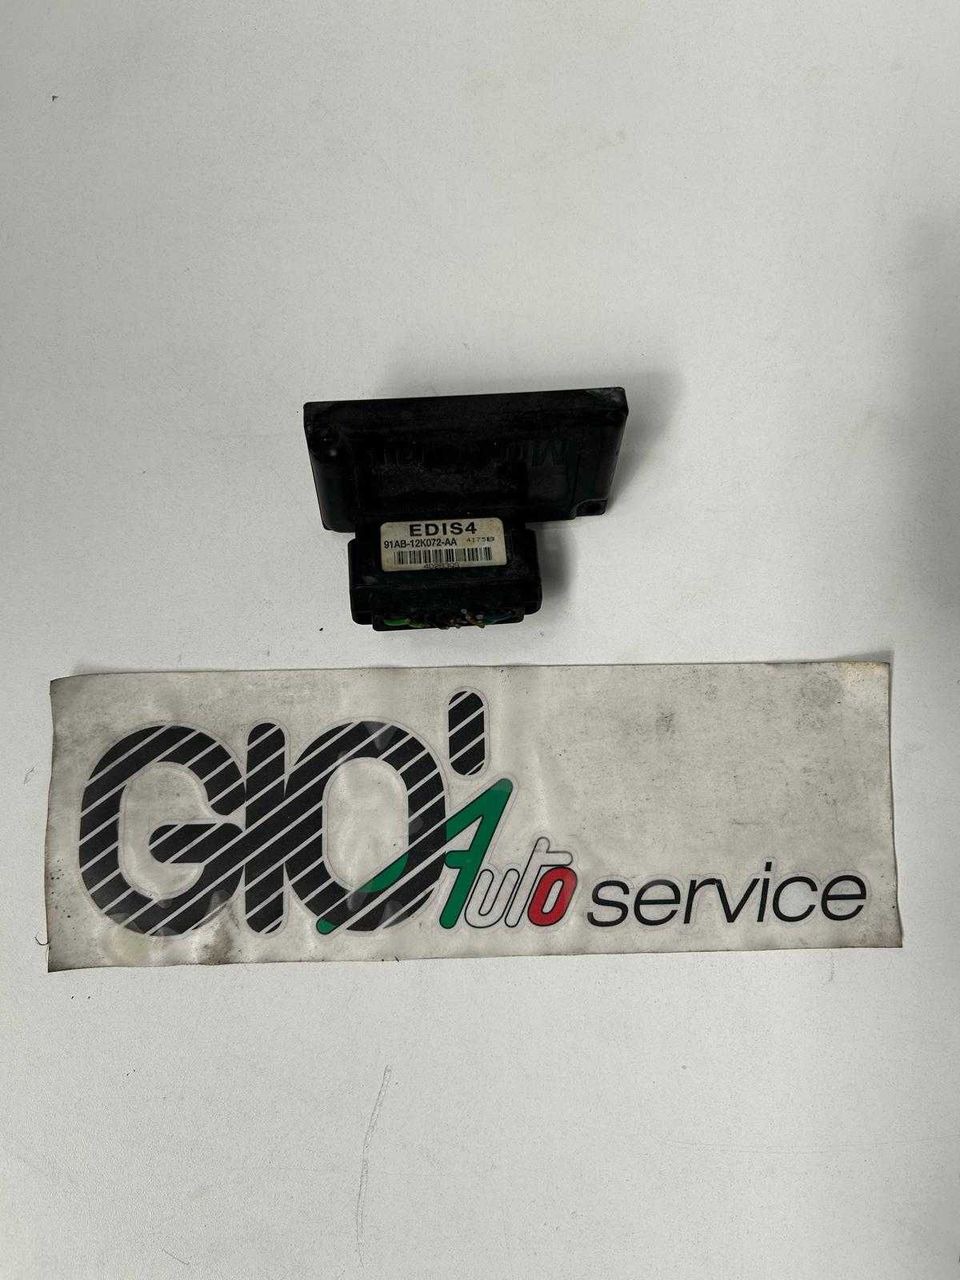 EDIS4
91AB-12K072-AA
GIO' Auto service